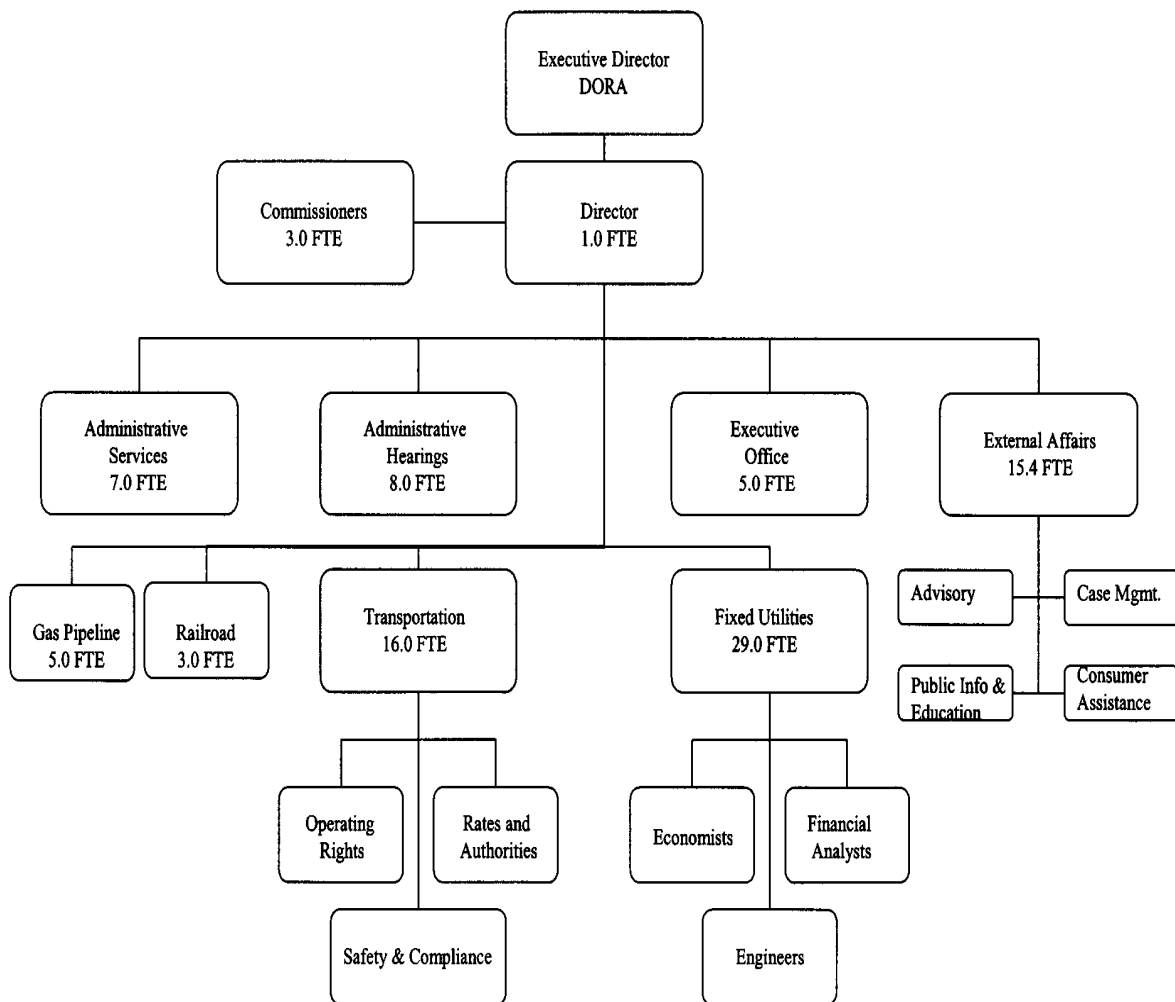 Executive Director
DORA
Commissioners
3.0 FTE
Director
1.0 FTE
Administrative
Services
7.0 FTE
Administrative
Hearings
8.0 FTE
Executive
Office
5.0 FTE
External Affairs
15.4 FTE
Gas Pipeline
5.0 FTE
Railroad
3.0 FTE
Transportation
16.0 FTE
Fixed Utilities
29.0 FTE
Advisory
Case Mgmt.
Public Info &
Education
Consumer
Assistance
Operating
Rights
Rates and
Authorities
Economists
Financial
Analysts
Safety & Compliance
Engineers